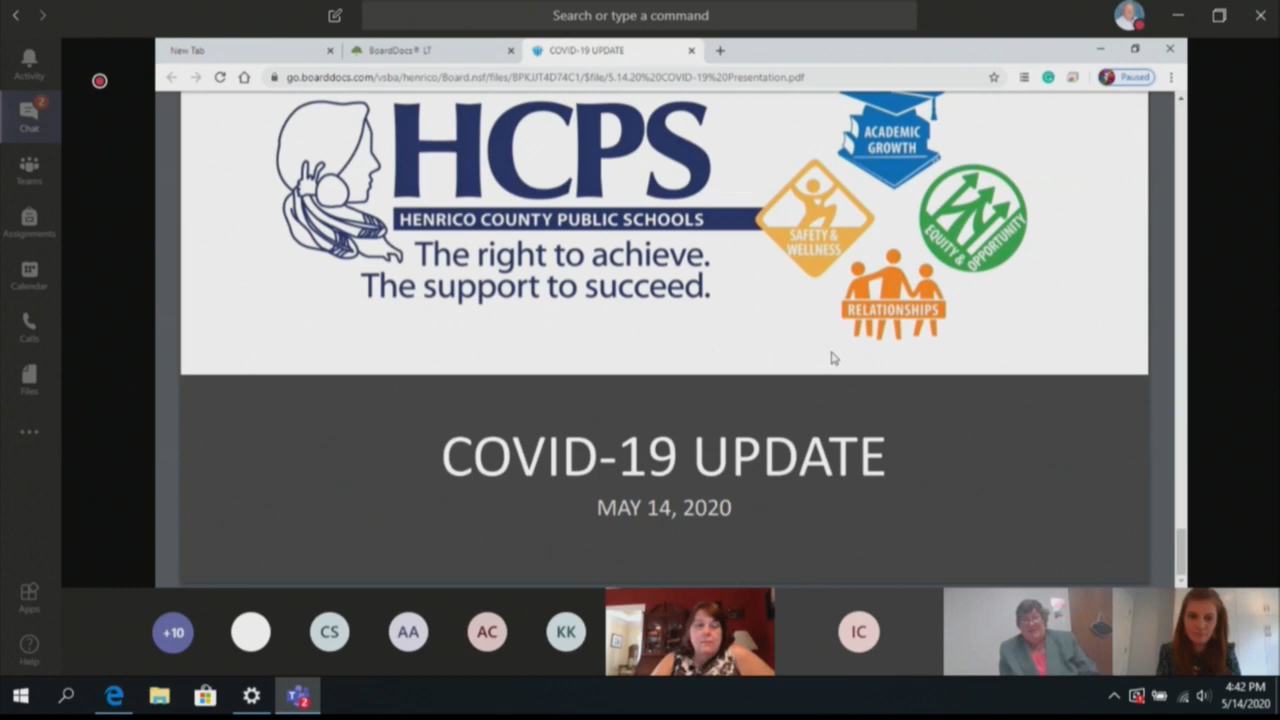 Search or type a command
Activity
2
Chat
Teams
Assignments
Calendar
Calls
Files
Apps
Help
New Tab
BoardDocs® LT
COVID-19 UPDATE
go.boarddocs.com/vsba/henrico/Board.nsf/files/BPKJJT4D74C1/$file/5.14.20%20COVID-19%20Presentation.pdf
Paused
HCPS
HENRICO COUNTY PUBLIC SCHOOLS
The right to achieve.
The support to succeed.
ACADEMIC
GROWTH
SAFETY &
WELLNESS
EQUITY &
OPPORTUNITY
RELATIONSHIPS
COVID-19 UPDATE
MAY 14, 2020
+10
CS
AA
AC
KK
IC
2
4:42 PM
5/14/2020